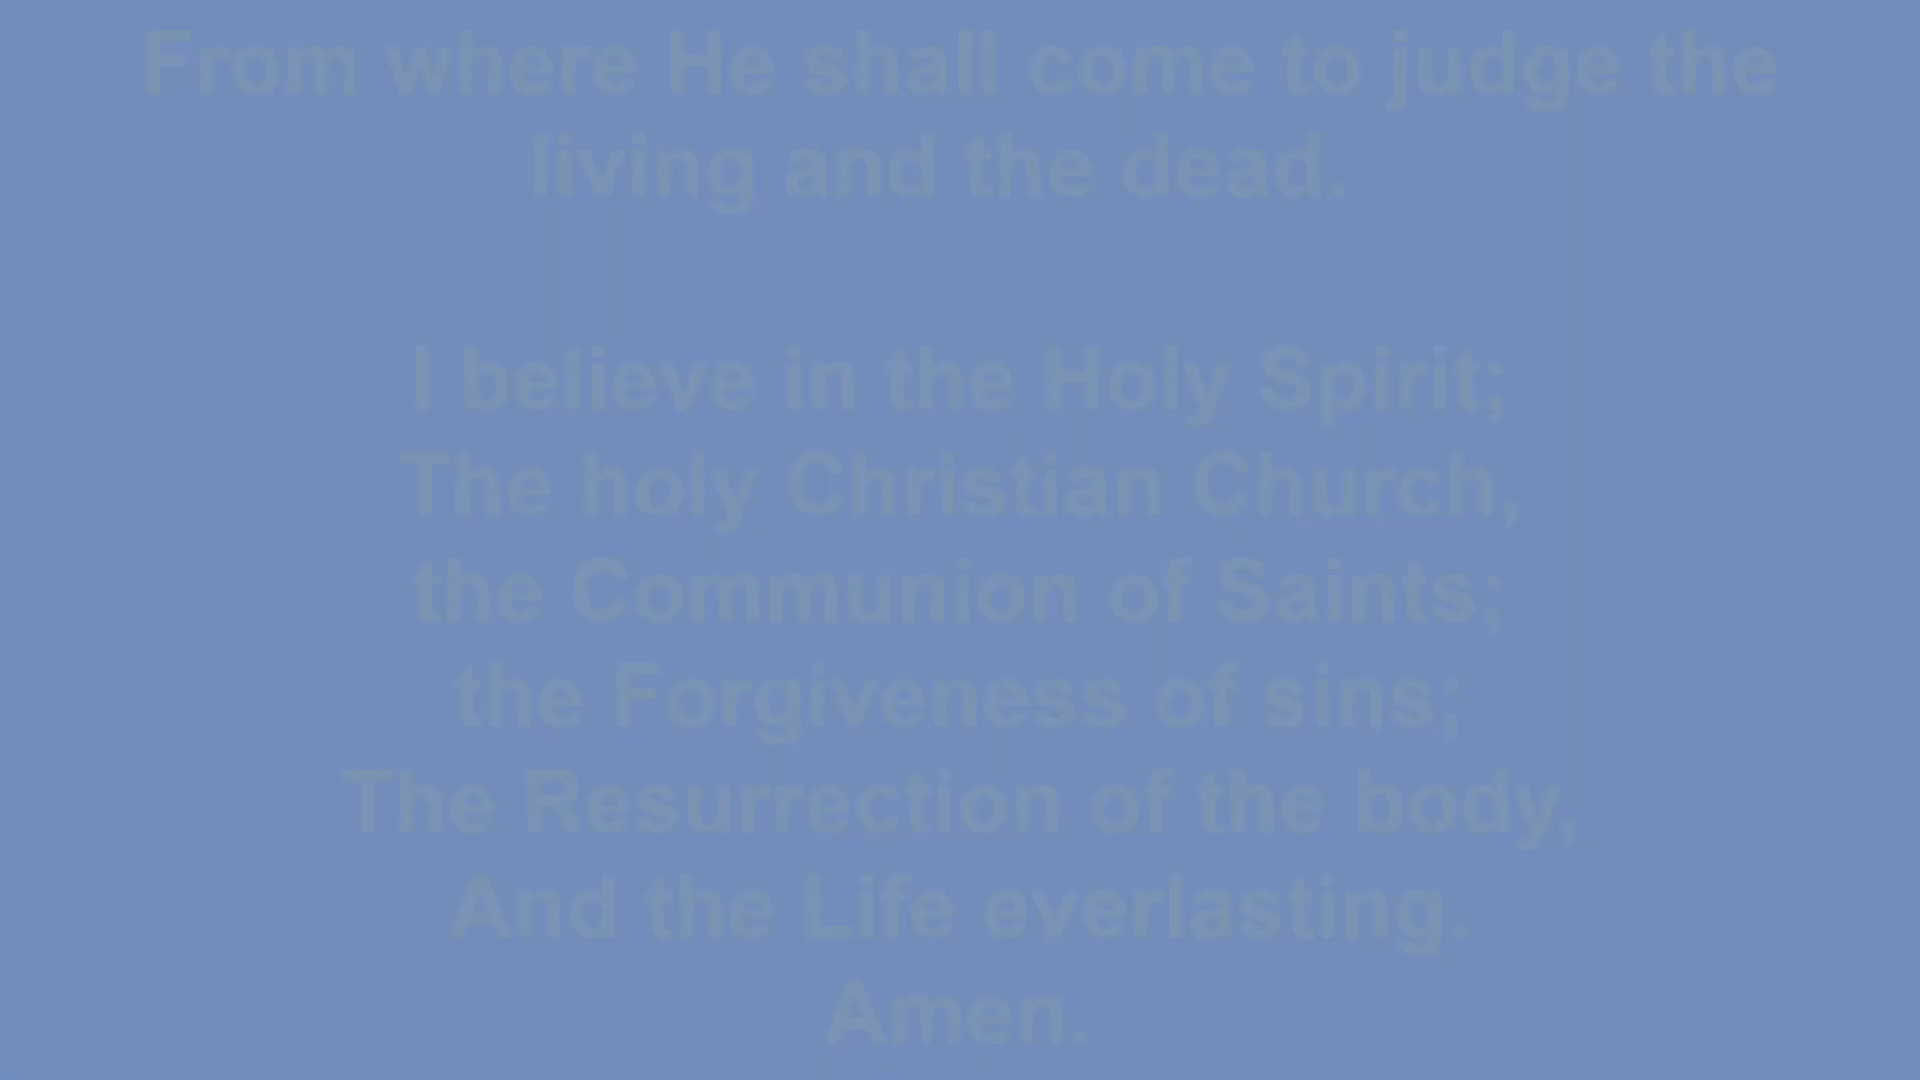 From where He shall come to judge the
living and the dead.
I believe in the Holy Spirit;
The holy Christian Church,
the Communion of Saints;
the Forgiveness of sins;
The Resurrection of the body,
And the Life everlasting.
Amen.